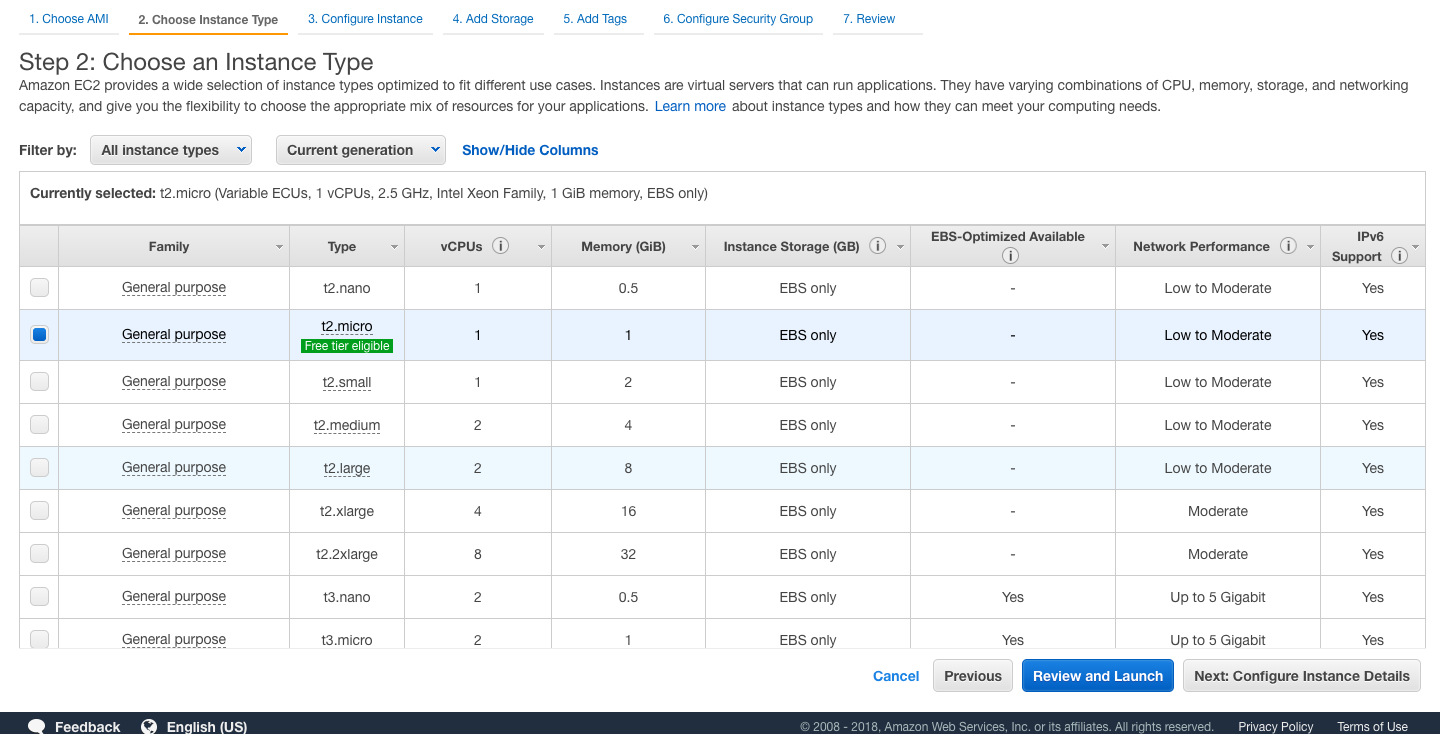 1. Choose AMI 2. Choose Instance Type 3. Configure Instance 4. Add Storage 5. Add Tags 6. Configure Security Group 7. Review
Step 2: Choose an Instance Type
Amazon EC2 provides a wide selection of instance types optimized to fit different use cases. Instances are virtual servers that can run applications. They have varying combinations of CPU, memory, storage, and networking
capacity, and give you the flexibility to choose the appropriate mix of resources for your applications. Learn more about instance types and how they can meet your computing needs.
Filter by: All instance types Current generation Show/Hide Columns
Currently selected: t2.micro (Variable ECUs, 1 vCPUs, 2.5 GHz, Intel Xeon Family, 1 GiB memory, EBS only)
Family Type vCPUs i Memory (GiB) Instance Storage (GB) i EBS-Optimized Available i Network Performance i IPv6 Support i
General purpose t2.nano 1 0.5 EBS only - Low to Moderate Yes
General purpose t2.micro Free tier eligible 1 1 EBS only - Low to Moderate Yes
General purpose t2.small 1 2 EBS only - Low to Moderate Yes
General purpose t2.medium 2 4 EBS only - Low to Moderate Yes
General purpose t2.large 2 8 EBS only - Low to Moderate Yes
General purpose t2.xlarge 4 16 EBS only - Moderate Yes
General purpose t2.2xlarge 8 32 EBS only - Moderate Yes
General purpose t3.nano 2 0.5 EBS only Yes Up to 5 Gigabit Yes
General purpose t3.micro 2 1 EBS only Yes Up to 5 Gigabit Yes
Cancel Previous Review and Launch Next: Configure Instance Details
Feedback English (US) © 2008 - 2018, Amazon Web Services, Inc. or its affiliates. All rights reserved. Privacy Policy Terms of Use